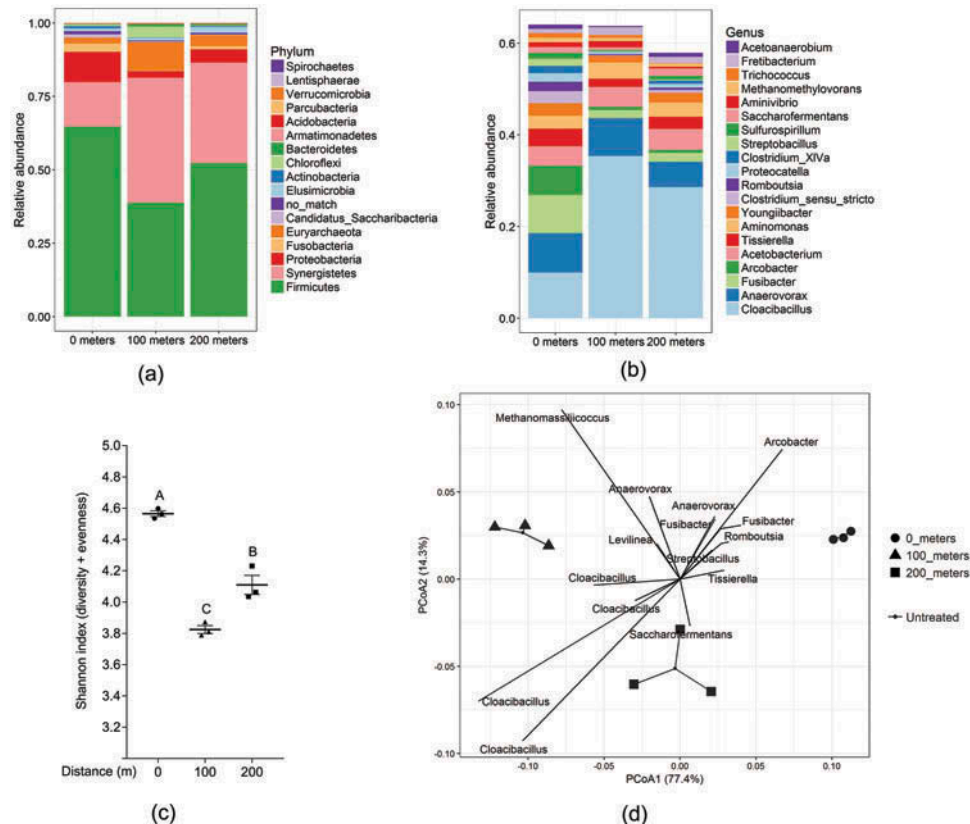 1.00
0.75
0.50
0.25
0.00
Relative abundance
0 meters 100 meters 200 meters
Phylum
Spirochaetes
Lentisphaerae
Verrucomicrobia
Parcubacteria
Acidobacteria
Armatimonadetes
Bacteroidetes
Chloroflexi
Actinobacteria
Elusimicrobia
no_match
Candidatus_Saccharibacteria
Euryarchaeota
Fusobacteria
Proteobacteria
Synergistetes
Firmicutes
(a)
0.6
0.4
0.2
0.0
Relative abundance
0 meters 100 meters 200 meters
Genus
Acetoanaerobium
Fretibacterium
Trichococcus
Methanomethylovorans
Aminivibrio
Saccharofermentans
Sulfurospirillum
Streptobacillus
Clostridium_XIVa
Proteocatella
Romboutsia
Clostridium_sensu_stricto
Youngiibacter
Aminomonas
Tissierella
Acetobacterium
Arcobacter
Fusibacter
Anaerovorax
Cloacibacillus
(b)
5.0
4.8
4.6
4.4
4.2
4.0
3.8
3.6
3.4
3.2
Shannon index (diversity + evenness)
A
B
C
Distance (m) 0 100 200
(c)
0.10
0.05
0.00
-0.05
-0.10
PCoA2 (14.3%)
Methanomassiliicoccus
Arcobacter
Anaerovorax
Anaerovorax
Fusibacter
Fusibacter
Levilinea
Romboutsia
Streptobacillus
Cloacibacillus
Tissierella
Cloacibacillus
Saccharofermentans
Cloacibacillus
Cloacibacillus
-0.10 -0.05 0.00 0.05 0.10
PCoA1 (77.4%)
0_meters
100_meters
200_meters
Untreated
(d)